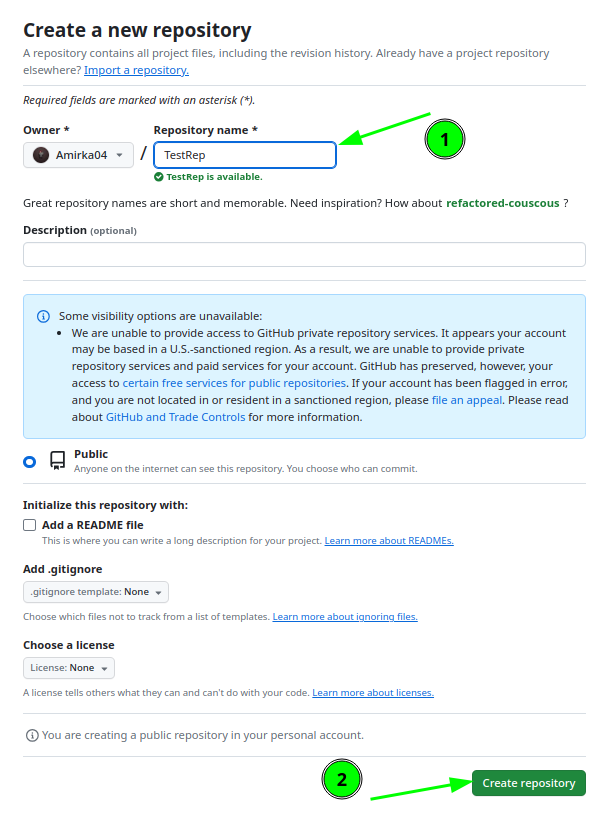 Create a new repository
A repository contains all project files, including the revision history. Already have a project repository
elsewhere? Import a repository.
Required fields are marked with an asterisk (*).
Owner *
Repository name *
Amirka04
/
TestRep
1
TestRep is available.
Great repository names are short and memorable. Need inspiration? How about refactored-couscous ?
Description (optional)
Some visibility options are unavailable:
• We are unable to provide access to GitHub private repository services. It appears your account
may be based in a U.S.-sanctioned region. As a result, we are unable to provide private
repository services and paid services for your account. GitHub has preserved, however, your
access to certain free services for public repositories. If your account has been flagged in error,
and you are not located in or resident in a sanctioned region, please file an appeal. Please read
about GitHub and Trade Controls for more information.
Public
Anyone on the internet can see this repository. You choose who can commit.
Initialize this repository with:
Add a README file
This is where you can write a long description for your project. Learn more about READMEs.
Add .gitignore
.gitignore template: None
Choose which files not to track from a list of templates. Learn more about ignoring files.
Choose a license
License: None
A license tells others what they can and can't do with your code. Learn more about licenses.
You are creating a public repository in your personal account.
2
Create repository